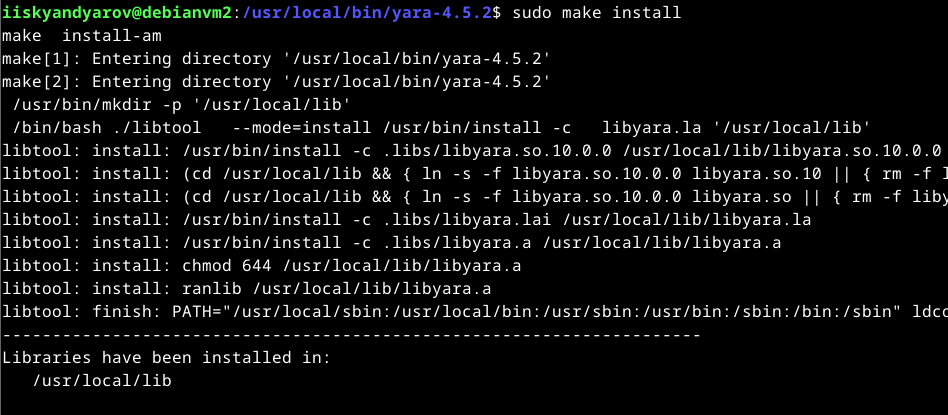 iiskyandyarov@debianvm2:/usr/local/bin/yara-4.5.2$ sudo make install
make  install-am
make[1]: Entering directory '/usr/local/bin/yara-4.5.2'
make[2]: Entering directory '/usr/local/bin/yara-4.5.2'
 /usr/bin/mkdir -p '/usr/local/lib'
 /bin/bash ./libtool   --mode=install /usr/bin/install -c   libyara.la '/usr/local/lib'
libtool: install: /usr/bin/install -c .libs/libyara.so.10.0.0 /usr/local/lib/libyara.so.10.0.0
libtool: install: (cd /usr/local/lib && { ln -s -f libyara.so.10.0.0 libyara.so.10 || { rm -f l
libtool: install: (cd /usr/local/lib && { ln -s -f libyara.so.10.0.0 libyara.so || { rm -f liby
libtool: install: /usr/bin/install -c .libs/libyara.lai /usr/local/lib/libyara.la
libtool: install: /usr/bin/install -c .libs/libyara.a /usr/local/lib/libyara.a
libtool: install: chmod 644 /usr/local/lib/libyara.a
libtool: install: ranlib /usr/local/lib/libyara.a
libtool: finish: PATH="/usr/local/sbin:/usr/local/bin:/usr/sbin:/usr/bin:/sbin:/bin:/sbin" ldco
----------------------------------------------------------------------
Libraries have been installed in:
   /usr/local/lib